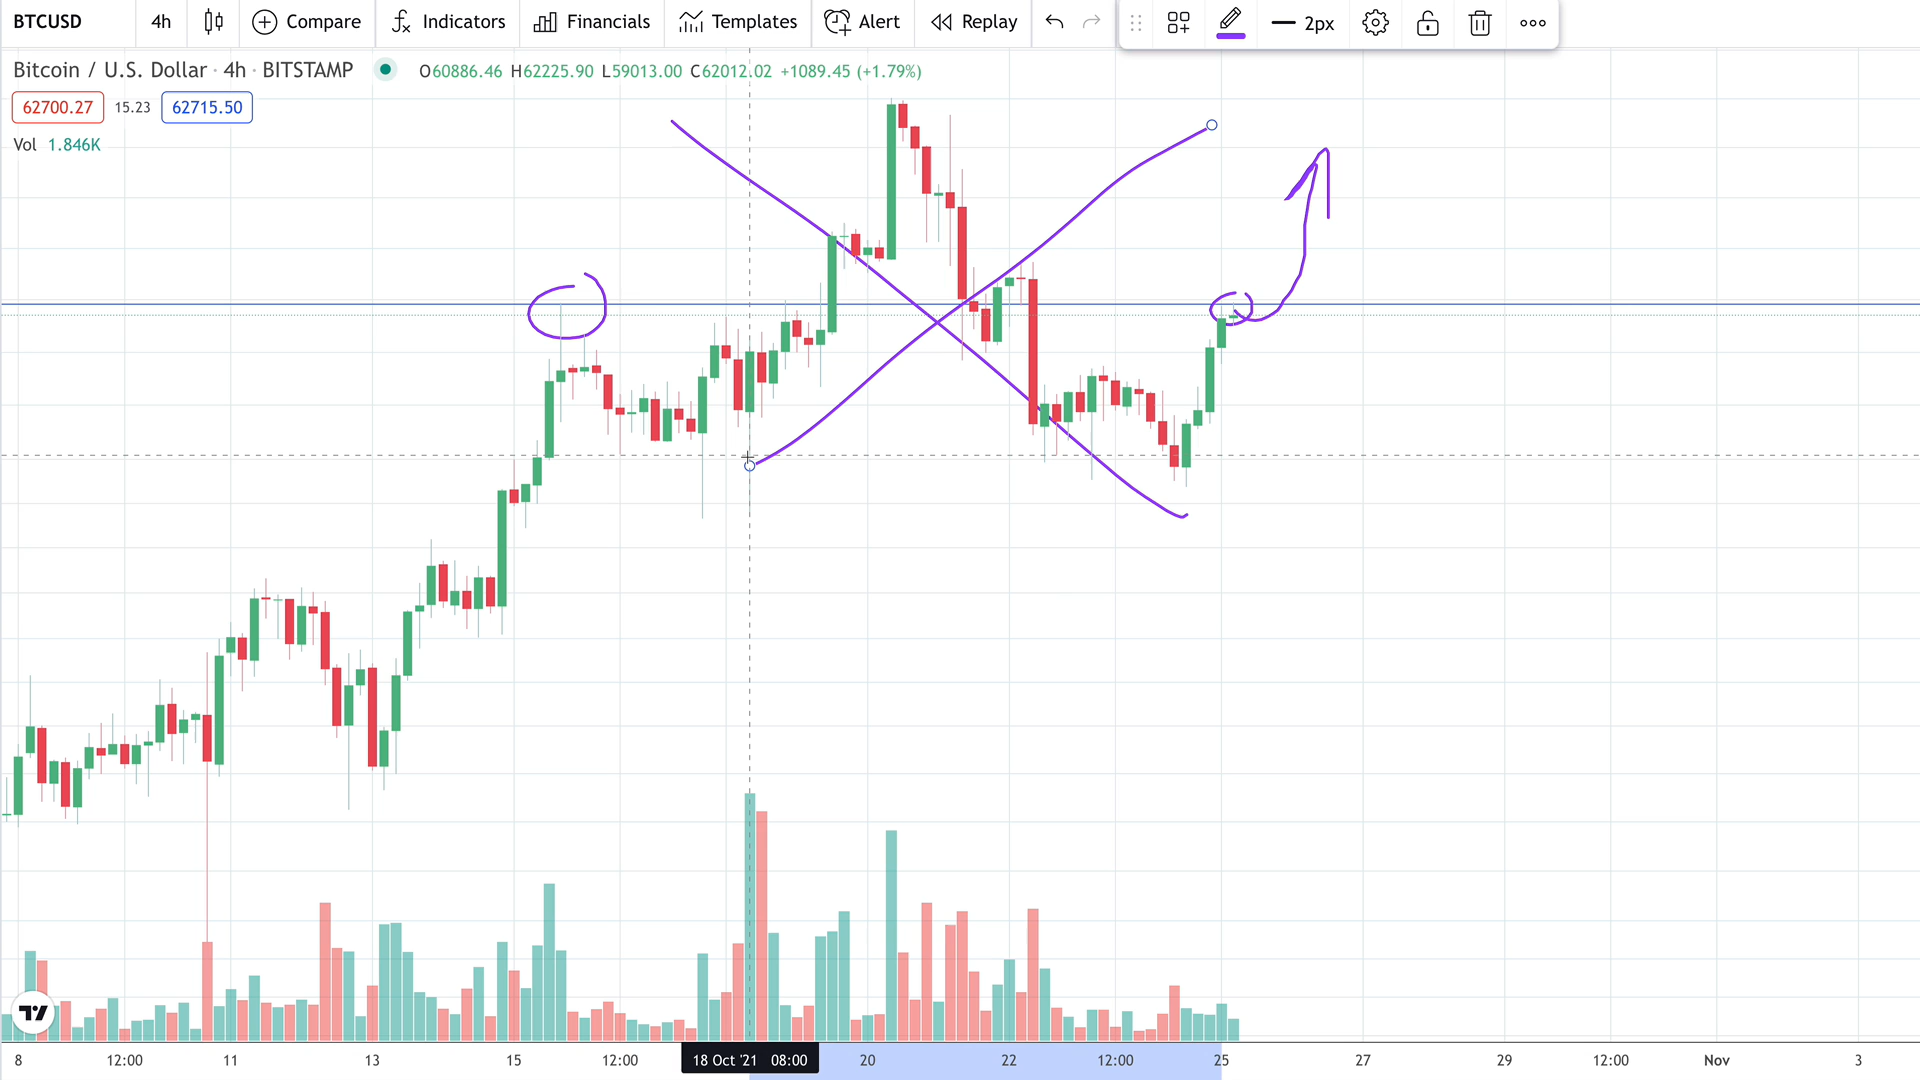 BTCUSD 4h Compare Indicators Financials Templates Alert Replay 2px
Bitcoin / U.S. Dollar · 4h · BITSTAMP O60886.46 H62225.90 L59013.00 C62012.02 +1089.45 (+1.79%)
62700.27 15.23 62715.50
Vol 1.846K
8 12:00 11 13 15 12:00 18 Oct '21 08:00 20 22 12:00 25 27 29 12:00 Nov 3